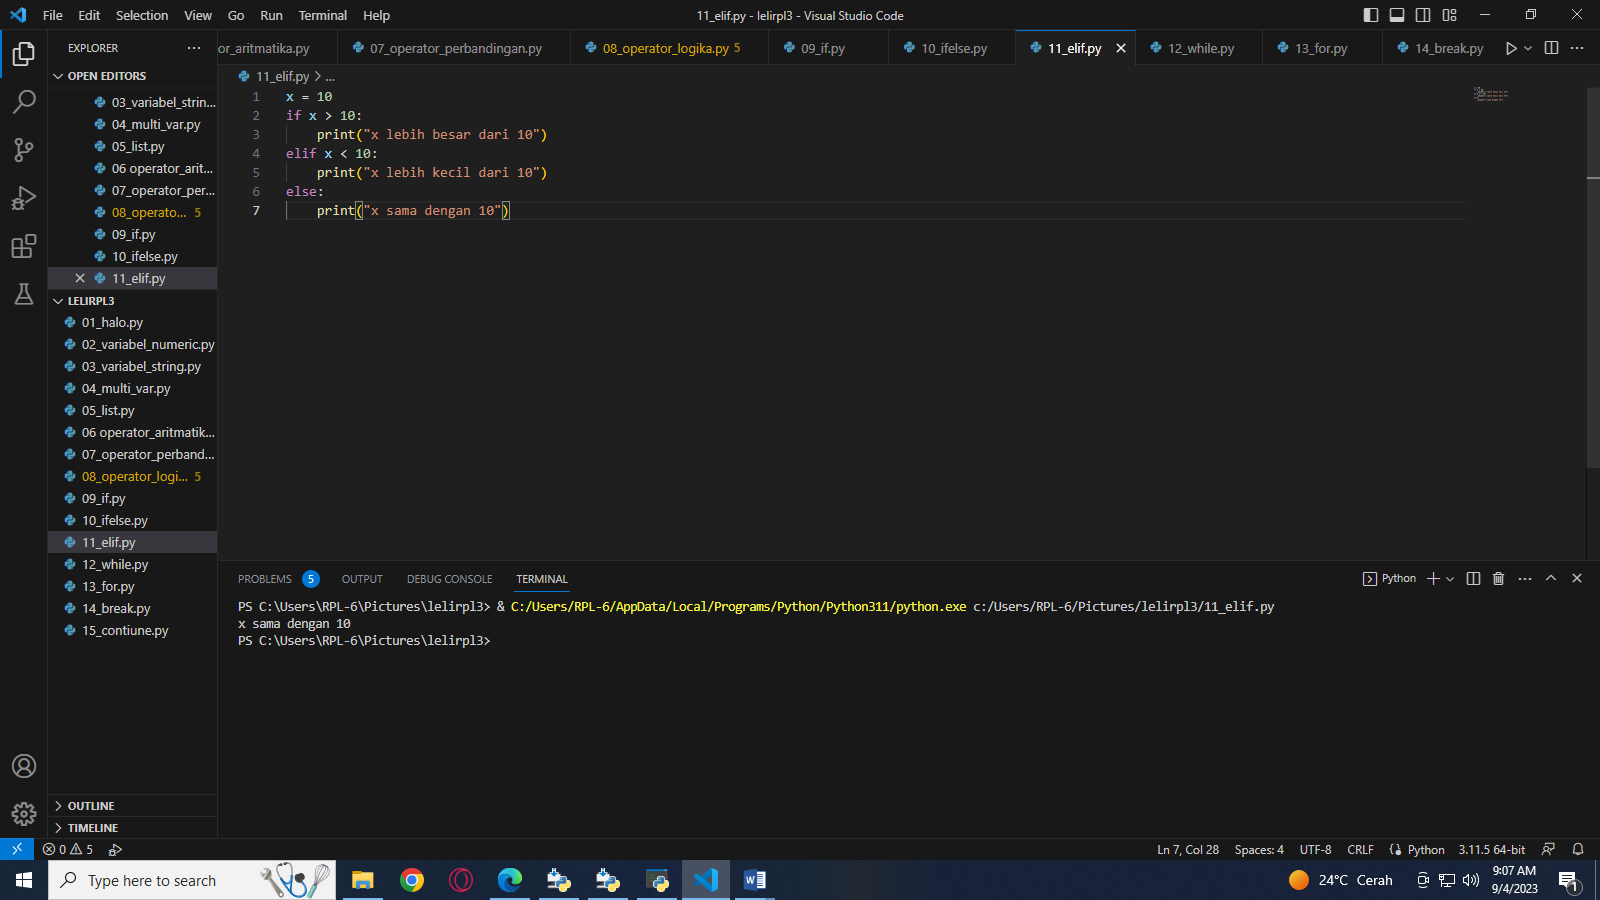 File Edit Selection View Go Run Terminal Help
11_elif.py - lelirpl3 - Visual Studio Code
EXPLORER
or_aritmatika.py
07_operator_perbandingan.py
08_operator_logika.py 5
09_if.py
10_ifelse.py
11_elif.py
12_while.py
13_for.py
14_break.py
OPEN EDITORS
03_variabel_strin...
04_multi_var.py
05_list.py
06 operator_arit...
07_operator_per...
08_operato... 5
09_if.py
10_ifelse.py
11_elif.py
LELIRPL3
01_halo.py
02_variabel_numeric.py
03_variabel_string.py
04_multi_var.py
05_list.py
06 operator_aritmatik...
07_operator_perband...
08_operator_logi... 5
09_if.py
10_ifelse.py
11_elif.py
12_while.py
13_for.py
14_break.py
15_contiune.py
OUTLINE
TIMELINE
11_elif.py > ...
1 x = 10
2 if x > 10:
3 print("x lebih besar dari 10")
4 elif x < 10:
5 print("x lebih kecil dari 10")
6 else:
7 print("x sama dengan 10")
PROBLEMS 5 OUTPUT DEBUG CONSOLE TERMINAL
Python
PS C:\Users\RPL-6\Pictures\lelirpl3> & C:/Users/RPL-6/AppData/Local/Programs/Python/Python311/python.exe c:/Users/RPL-6/Pictures/lelirpl3/11_elif.py
x sama dengan 10
PS C:\Users\RPL-6\Pictures\lelirpl3>
0 5
Ln 7, Col 28 Spaces: 4 UTF-8 CRLF Python 3.11.5 64-bit
Type here to search
24°C Cerah
9:07 AM
9/4/2023
1